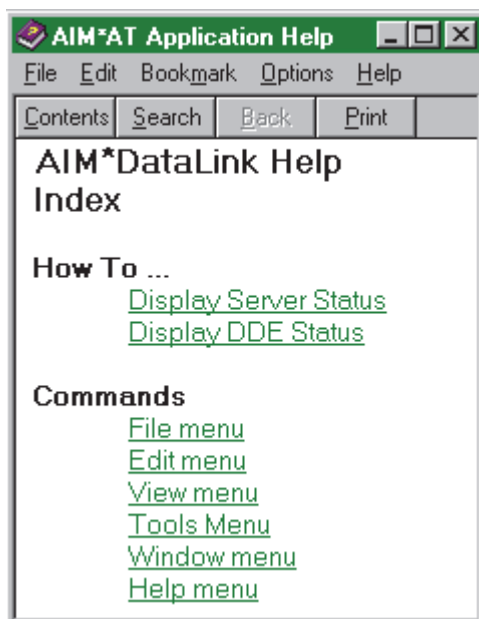 AIM*AT Application Help
File Edit Bookmark Options Help
Contents Search Back Print
AIM*DataLink Help
Index
How To ...
Display Server Status
Display DDE Status
Commands
File menu
Edit menu
View menu
Tools Menu
Window menu
Help menu